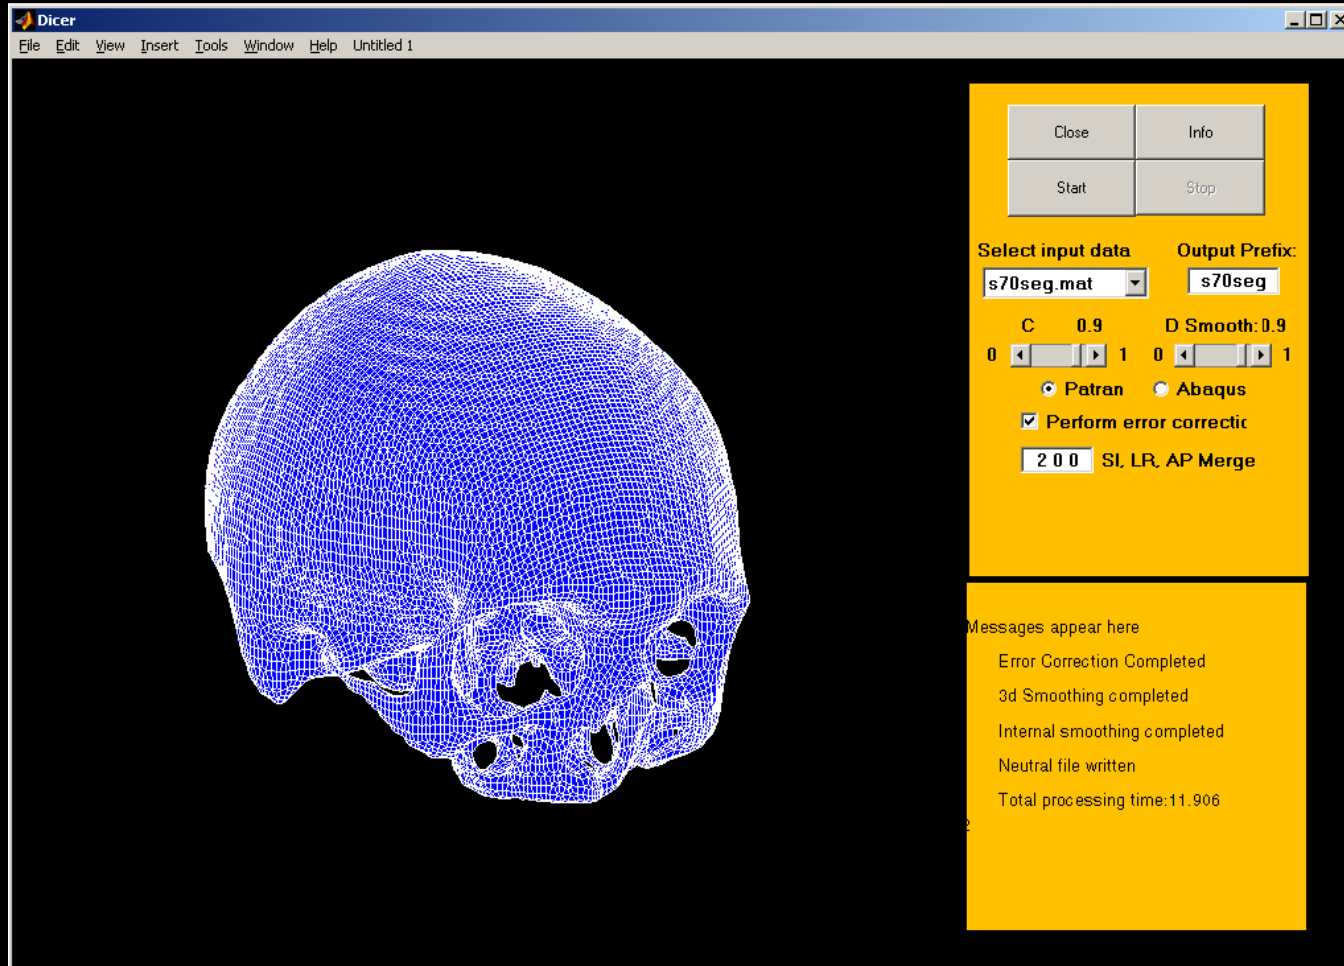 Dicer
File Edit View Insert Tools Window Help Untitled 1
Close Info
Start Stop
Select input data Output Prefix:
s70seg.mat s70seg
C 0.9 D Smooth: 0.9
0 1 0 1
Patran Abaqus
Perform error correctic
2 0 0 SI, LR, AP Merge
Messages appear here
Error Correction Completed
3d Smoothing completed
Internal smoothing completed
Neutral file written
Total processing time:11.906
2